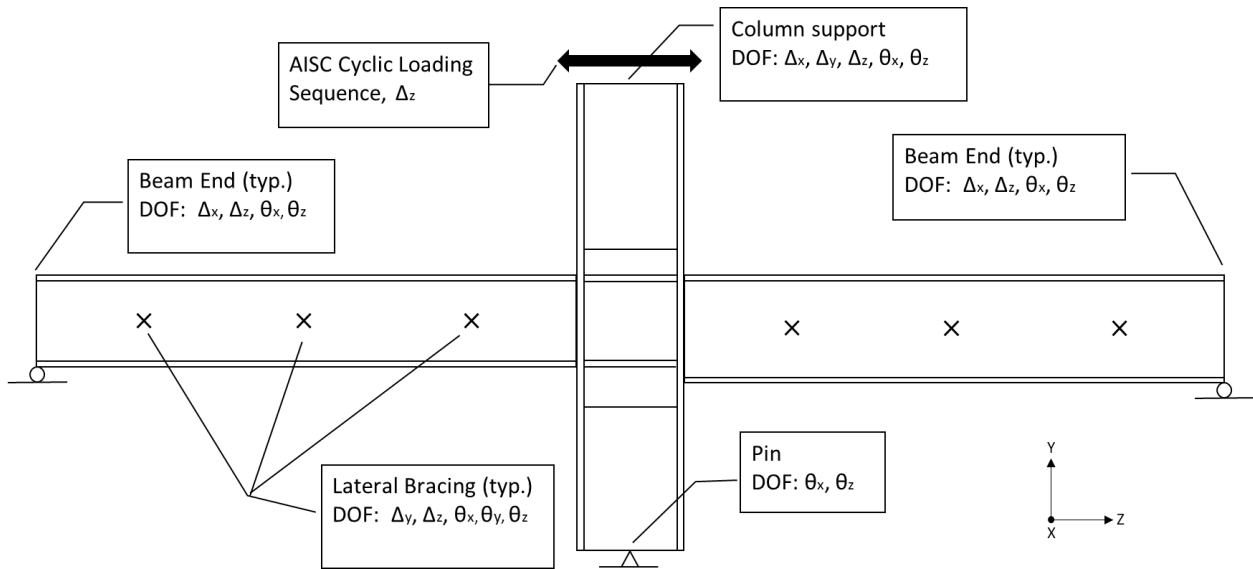 Column support
DOF: Δx, Δy, Δz, θx, θz
AISC Cyclic Loading
Sequence, Δz
Beam End (typ.)
DOF: Δx, Δz, θx, θz
Beam End (typ.)
DOF: Δx, Δz, θx, θz
Lateral Bracing (typ.)
DOF: Δy, Δz, θx, θy, θz
Pin
DOF: θx, θz
Y
X
Z